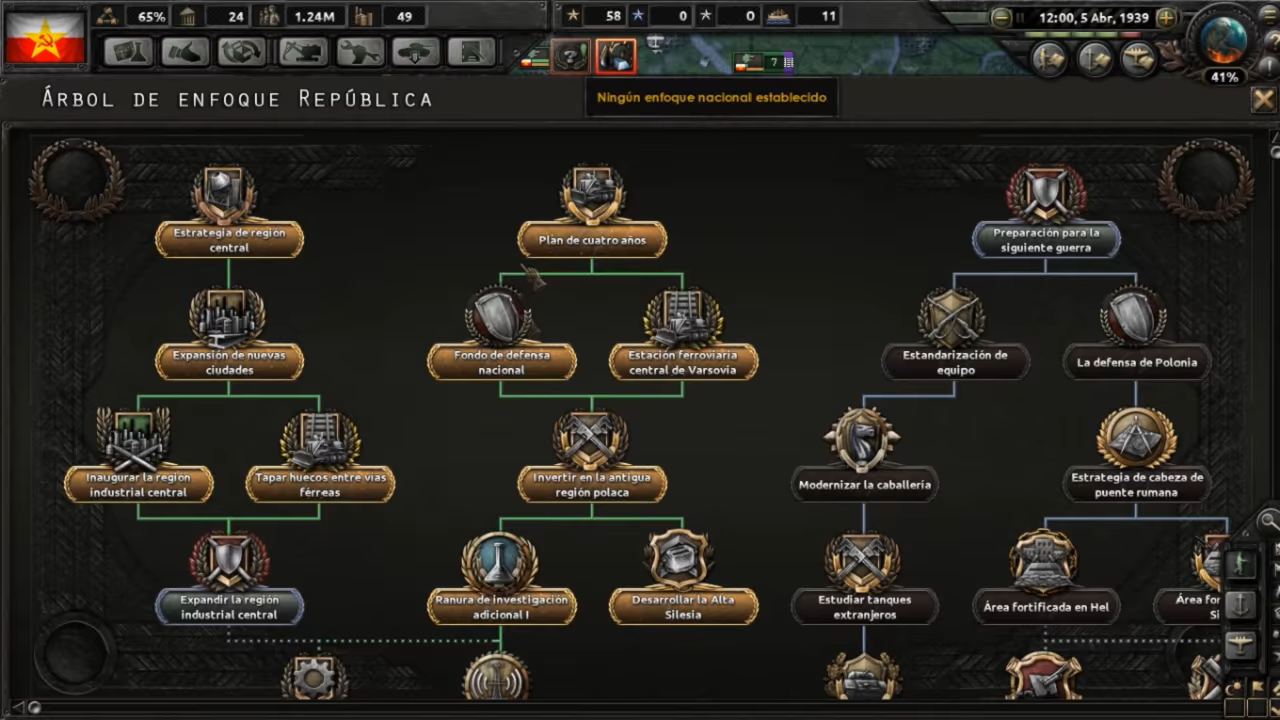 65%
24
1.24M
49
58
0
0
11
12:00, 5 Abr, 1939
7
41%
Árbol de enfoque República
Ningún enfoque nacional establecido
Estrategia de región
central
Plan de cuatro años
Preparación para la
siguiente guerra
Expansión de nuevas
ciudades
Fondo de defensa
nacional
Estación ferroviaria
central de Varsovia
Estandarización de
equipo
La defensa de Polonia
Inaugurar la región
industrial central
Tapar huecos entre vías
férreas
Invertir en la antigua
región polaca
Modernizar la caballería
Estrategia de cabeza de
puente rumana
Expandir la región
industrial central
Ranura de investigación
adicional I
Desarrollar la Alta
Silesia
Estudiar tanques
extranjeros
Área fortificada en Hel
Área for
Si